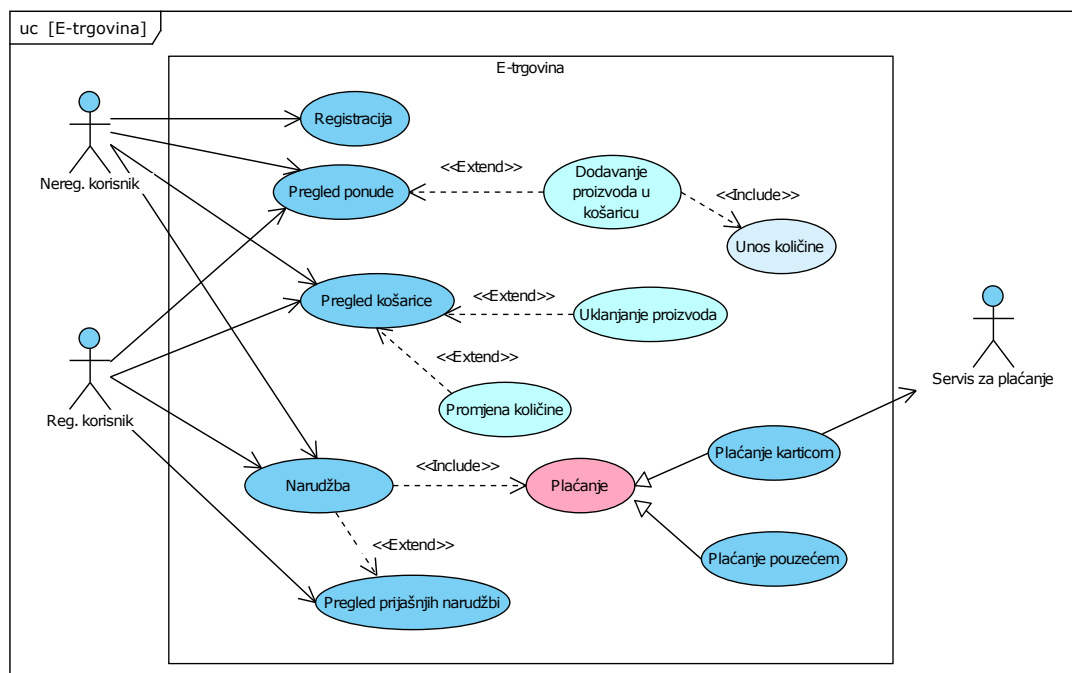 uc [E-trgovina]
E-trgovina
Registracija
Nereg. korisnik
Pregled ponude
<<Extend>>
Dodavanje
proizvoda u
košaricu
<<Include>>
Unos količine
Pregled košarice
<<Extend>>
Uklanjanje proizvoda
<<Extend>>
Promjena količine
Reg. korisnik
Servis za plaćanje
Narudžba
<<Include>>
Plaćanje
Plaćanje karticom
<<Extend>>
Plaćanje pouzećem
Pregled prijašnjih narudžbi